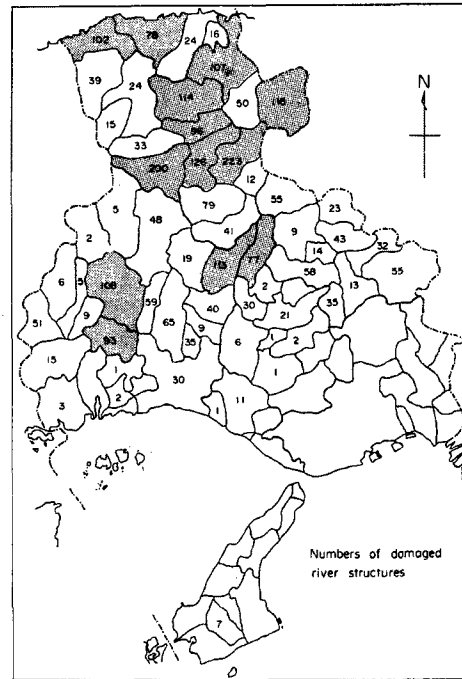 102 78 24 16
39 24 107
114 50 118
15
33
200 126 223
12
5 48 79 55 23
2 41 9 43
19 113 77 14 32
6 5 108 58 13 55
59 2
51 9 65 40 30 21 35
93 35 9 6 1 2
15 1 30 1
3 2 1 11
N
Numbers of damaged
river structures
7